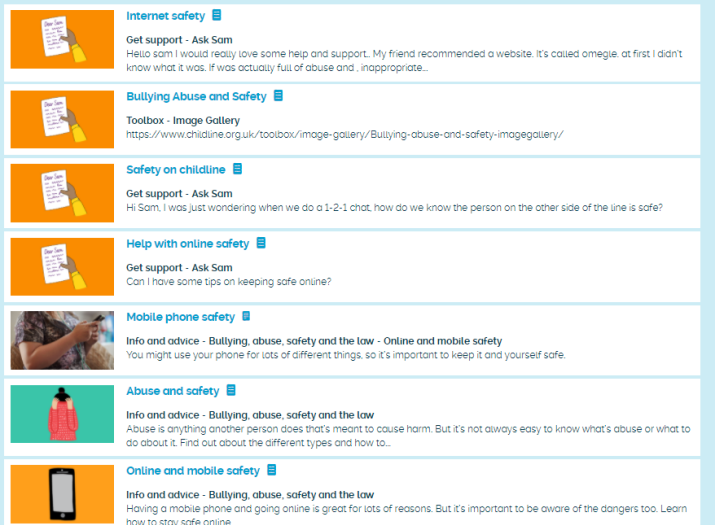 Internet safety
Get support - Ask Sam
Hello sam I would really love some help and support.. My friend recommended a website. It's called omegle. at first I didn't
know what it was. If was actually full of abuse and , inappropriate...
Bullying Abuse and Safety
Toolbox - Image Gallery
https://www.childline.org.uk/toolbox/image-gallery/Bullying-abuse-and-safety-imagegallery/
Safety on childline
Get support - Ask Sam
Hi Sam, I was just wondering when we do a 1-2-1 chat, how do we know the person on the other side of the line is safe?
Help with online safety
Get support - Ask Sam
Can I have some tips on keeping safe online?
Mobile phone safety
Info and advice - Bullying, abuse, safety and the law - Online and mobile safety
You might use your phone for lots of different things, so it's important to keep it and yourself safe.
Abuse and safety
Info and advice - Bullying, abuse, safety and the law
Abuse is anything another person does that's meant to cause harm. But it's not always easy to know what's abuse or what to
do about it. Find out about the different types and how to...
Online and mobile safety
Info and advice - Bullying, abuse, safety and the law
Having a mobile phone and going online is great for lots of reasons. But it's important to be aware of the dangers too. Learn
how to stay safe online